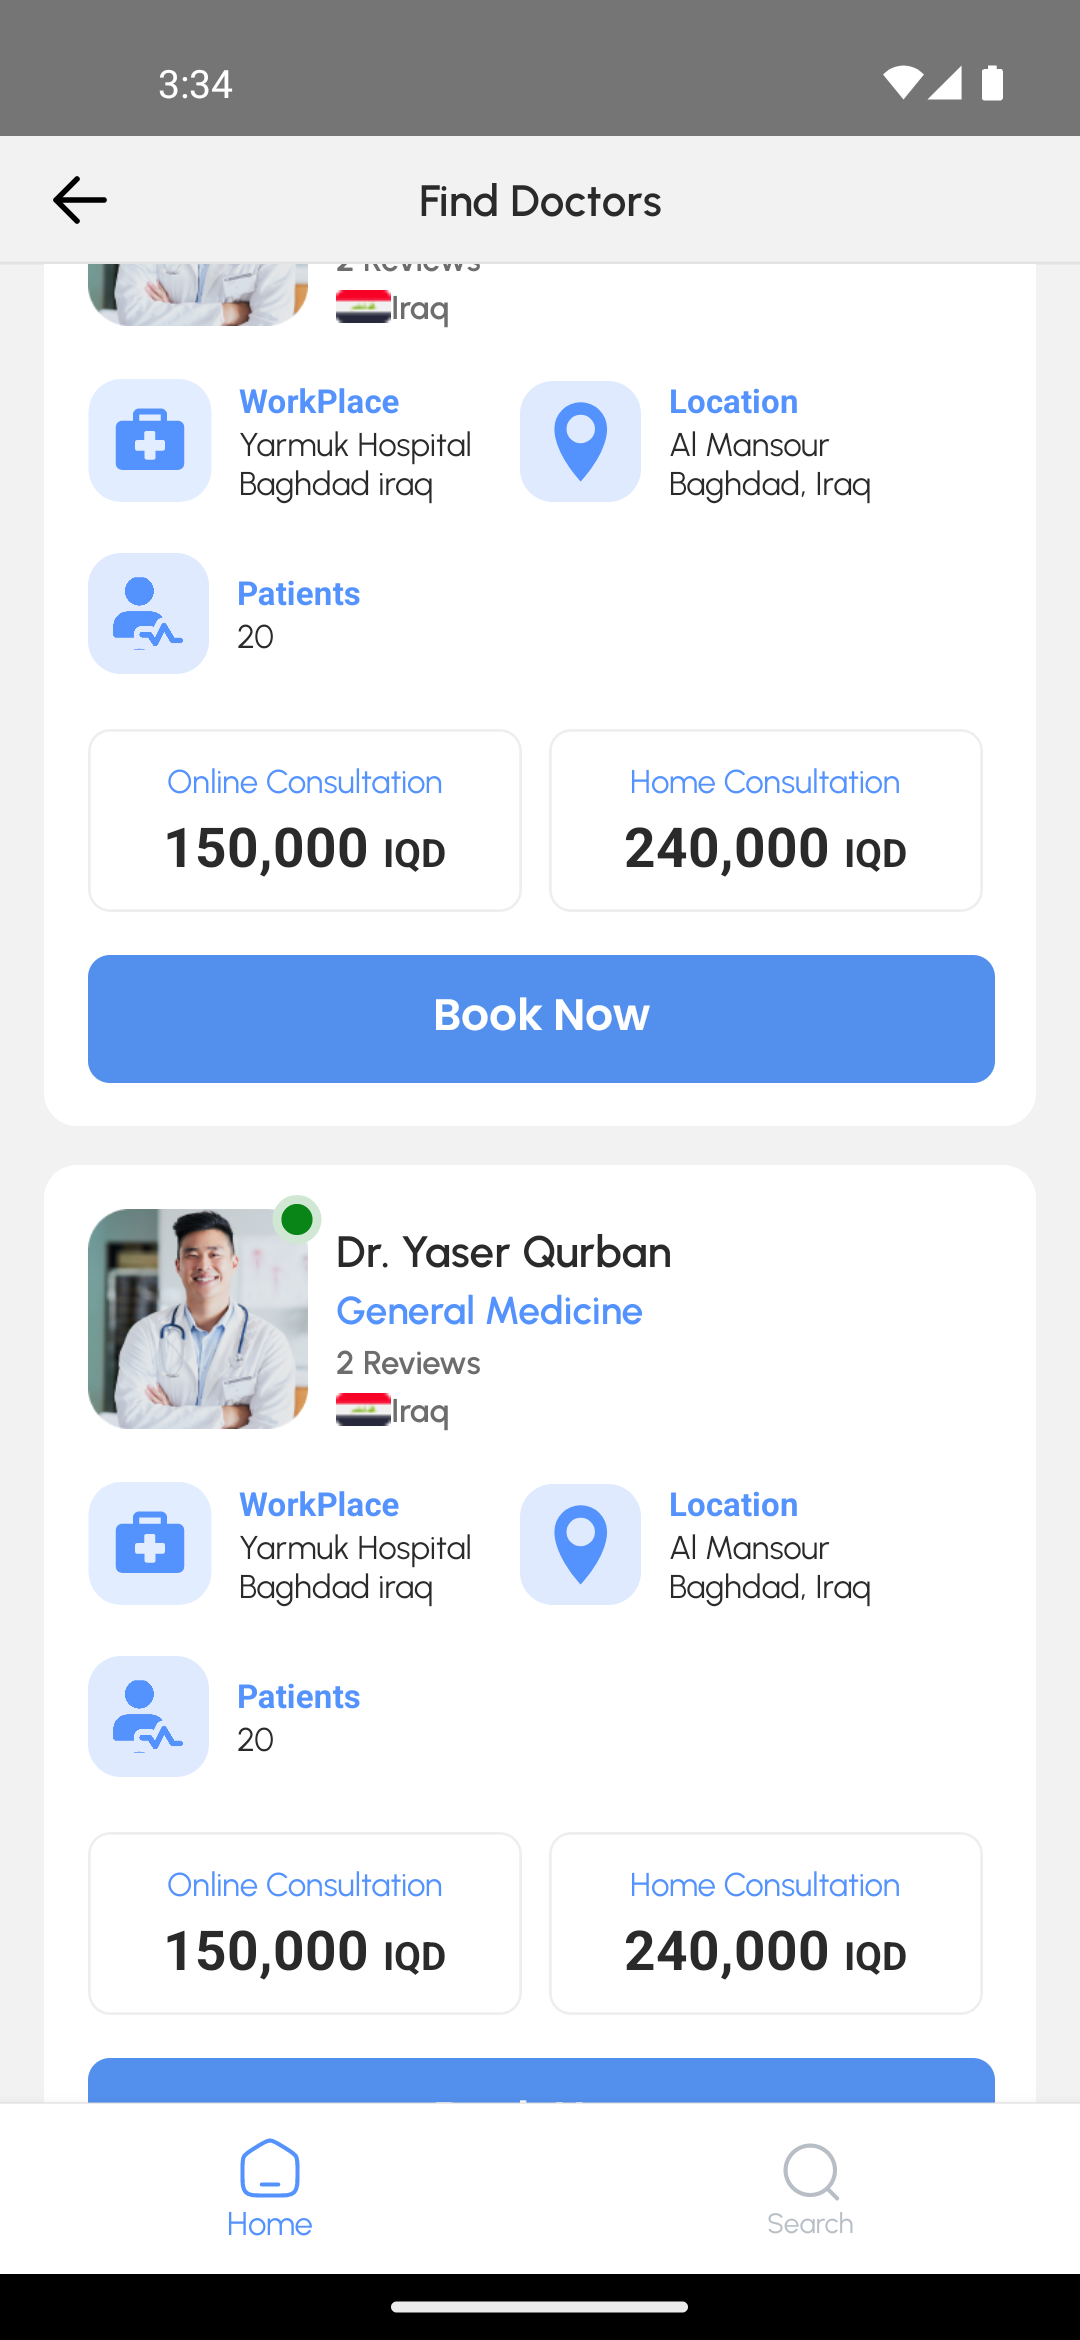 3:34
Find Doctors
2 Reviews
Iraq
WorkPlace
Yarmuk Hospital
Baghdad iraq
Location
Al Mansour
Baghdad, Iraq
Patients
20
Online Consultation
150,000 IQD
Home Consultation
240,000 IQD
Book Now
Dr. Yaser Qurban
General Medicine
2 Reviews
Iraq
WorkPlace
Yarmuk Hospital
Baghdad iraq
Location
Al Mansour
Baghdad, Iraq
Patients
20
Online Consultation
150,000 IQD
Home Consultation
240,000 IQD
Home
Search